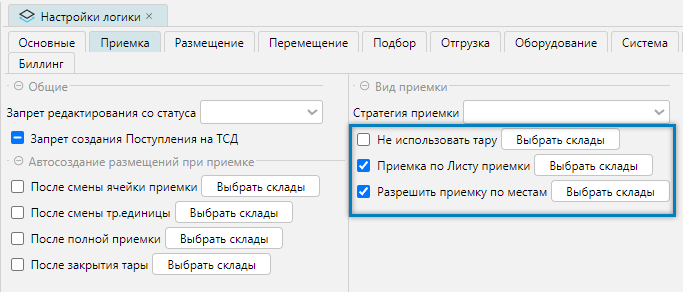 Настройки логики ×
Основные Приемка Размещение Перемещение Подбор Отгрузка Оборудование Система
Биллинг
Общие
Запрет редактирования со статуса
Запрет создания Поступления на ТСД
Автосоздание размещений при приемке
После смены ячейки приемки Выбрать склады
После смены тр.единицы Выбрать склады
После полной приемки Выбрать склады
После закрытия тары Выбрать склады
Вид приемки
Стратегия приемки
Не использовать тару Выбрать склады
Приемка по Листу приемки Выбрать склады
Разрешить приемку по местам Выбрать склады